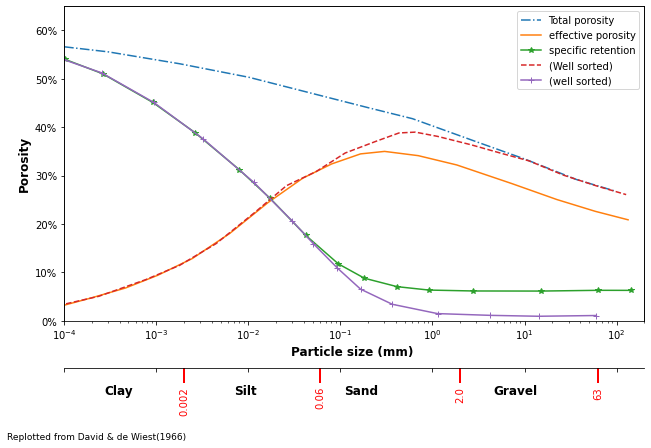 Total porosity
effective porosity
specific retention
(Well sorted)
(well sorted)
60%
50%
40%
30%
20%
10%
0%
Porosity
10⁻⁴ 10⁻³ 10⁻² 10⁻¹ 10⁰ 10¹ 10²
Particle size (mm)
Clay Silt Sand Gravel
0.002 0.06 2.0 63
Replotted from David & de Wiest(1966)